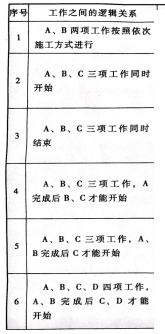 序号 工作之间的逻辑关系
1 A、B两项工作按照依次
施工方式进行
2 A、B、C三项工作同时
开始
3 A、B、C三项工作同时
结束
4 A、B、C三项工作，A
完成后B、C才能开始
5 A、B、C三项工作，A、
B完成后C才能开始
6 A、B、C、D四项工作，
A、B完成后C、D才能
开始